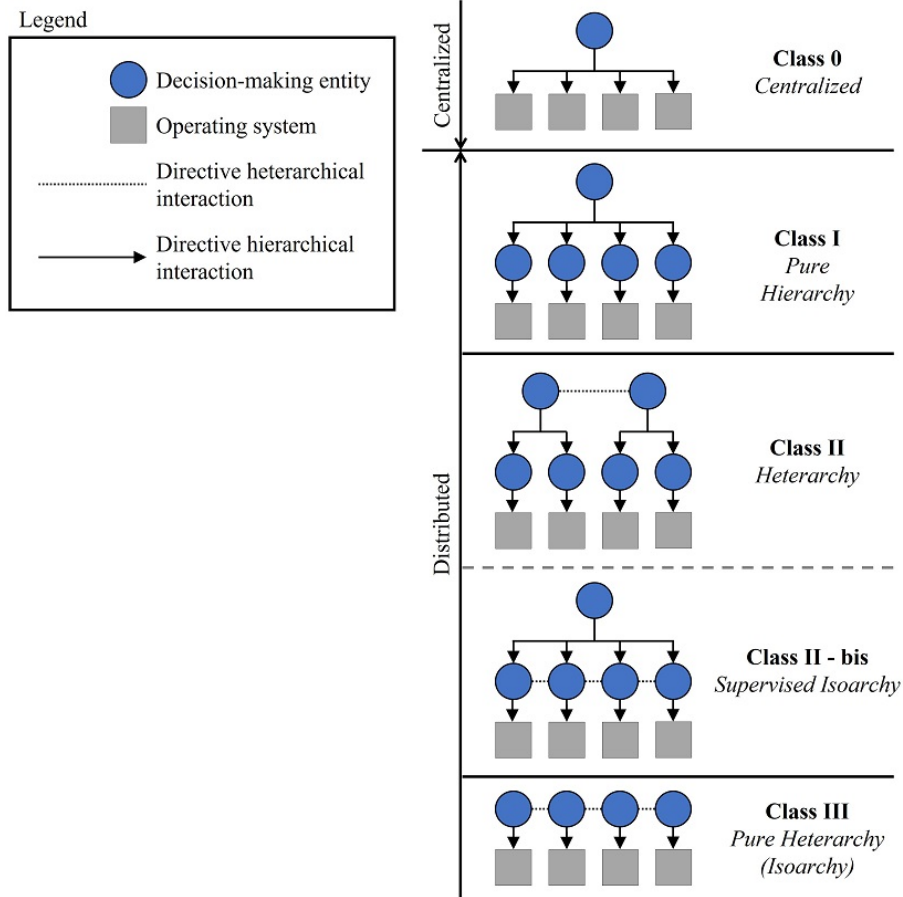 Legend
Decision-making entity
Operating system
Directive heterarchical
interaction
Directive hierarchical
interaction
Centralized
Class 0
Centralized
Distributed
Class I
Pure
Hierarchy
Class II
Heterarchy
Class II - bis
Supervised Isoarchy
Class III
Pure Heterarchy
(Isoarchy)